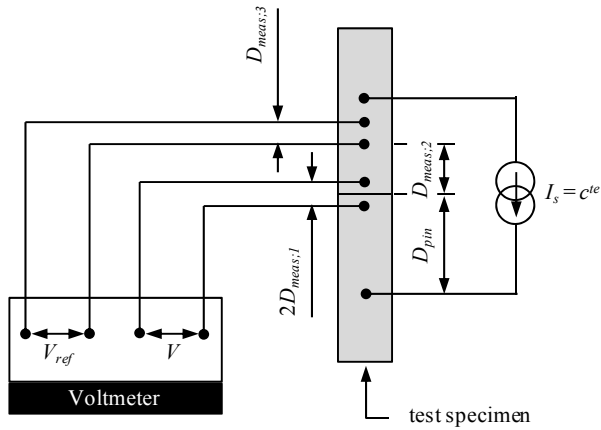 D_meas;3
D_meas;2
I_s = c^te
D_pin
2D_meas;1
V_ref
V
Voltmeter
test specimen